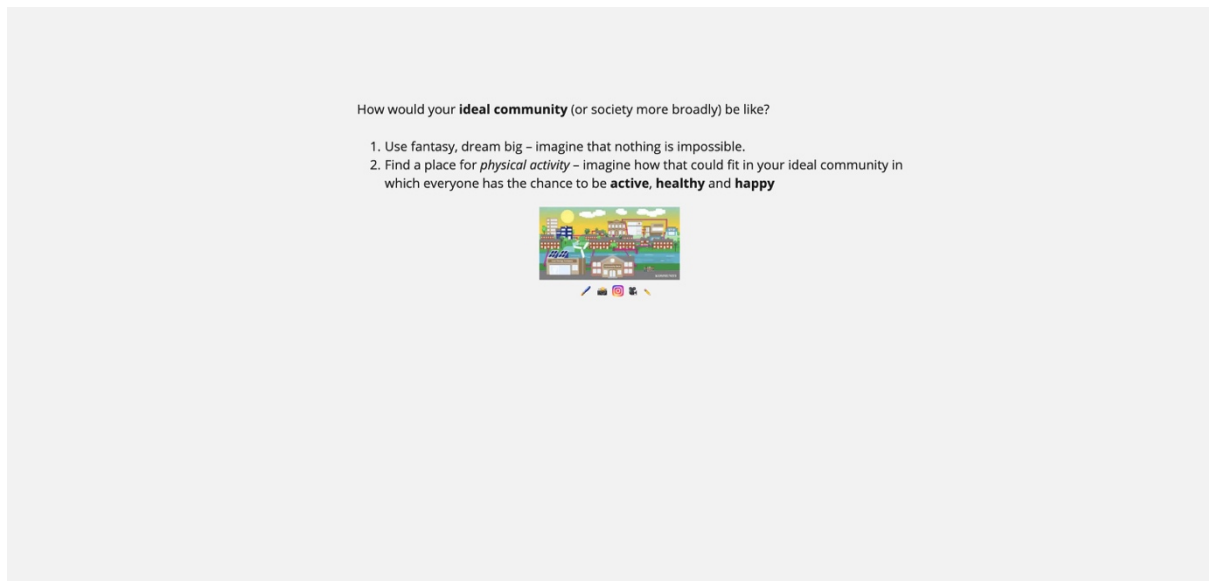 How would your ideal community (or society more broadly) be like?
1. Use fantasy, dream big – imagine that nothing is impossible.
2. Find a place for physical activity – imagine how that could fit in your ideal community in
which everyone has the chance to be active, healthy and happy